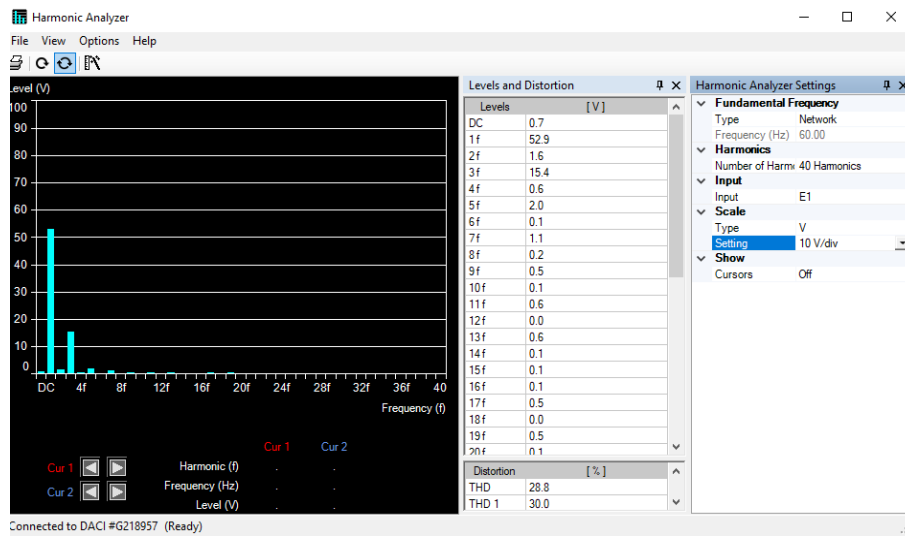 Harmonic Analyzer
File View Options Help
Level (V)
100
90
80
70
60
50
40
30
20
10
0
DC 4f 8f 12f 16f 20f 24f 28f 32f 36f 40
Frequency (f)
Cur 1 Cur 2
Cur 1 Harmonic (f) . .
Cur 2 Frequency (Hz) . .
Level (V) . .
Levels and Distortion
Levels [V]
DC 0.7
1f 52.9
2f 1.6
3f 15.4
4f 0.6
5f 2.0
6f 0.1
7f 1.1
8f 0.2
9f 0.5
10f 0.1
11f 0.6
12f 0.0
13f 0.6
14f 0.1
15f 0.1
16f 0.1
17f 0.5
18f 0.0
19f 0.5
20f 0.1
Distortion [%]
THD 28.8
THD 1 30.0
Harmonic Analyzer Settings
Fundamental Frequency
Type Network
Frequency (Hz) 60.00
Harmonics
Number of Harm 40 Harmonics
Input
Input E1
Scale
Type V
Setting 10 V/div
Show
Cursors Off
Connected to DACI #G218957 (Ready)